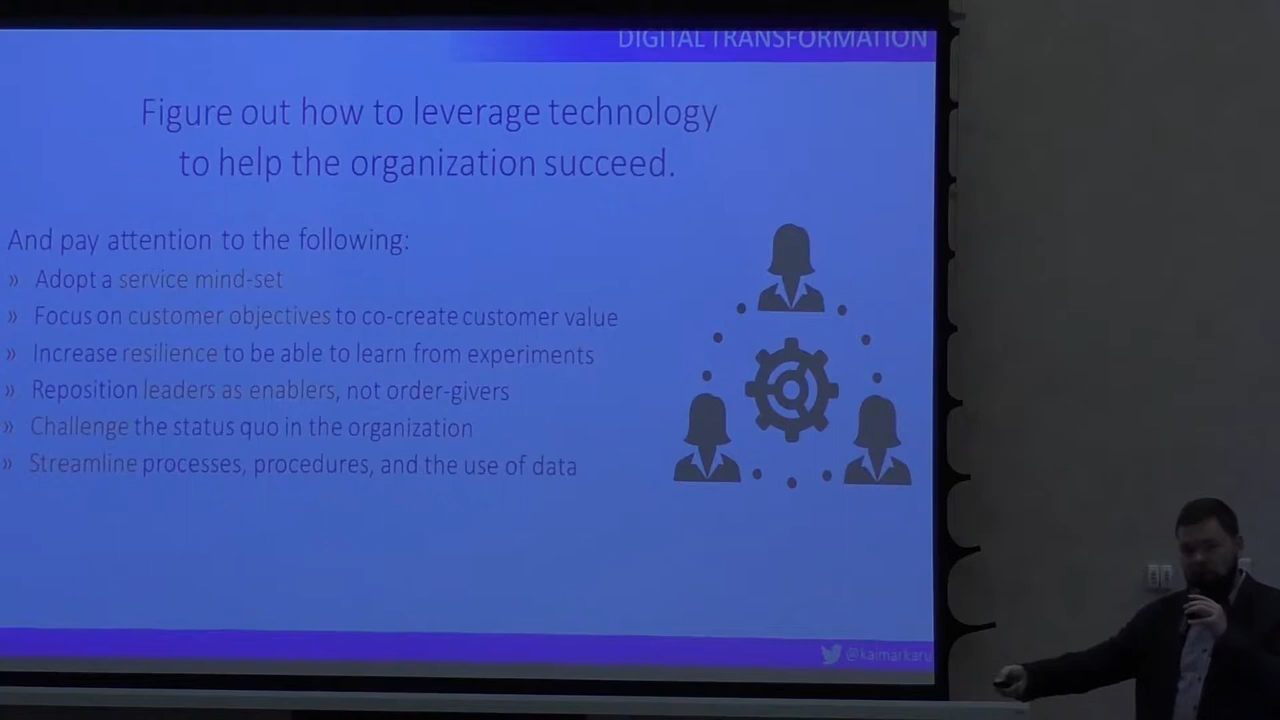 DIGITAL TRANSFORMATION
Figure out how to leverage technology
to help the organization succeed.
And pay attention to the following:
» Adopt a service mind-set
» Focus on customer objectives to co-create customer value
» Increase resilience to be able to learn from experiments
» Reposition leaders as enablers, not order-givers
» Challenge the status quo in the organization
» Streamline processes, procedures, and the use of data
@kaimarkaru